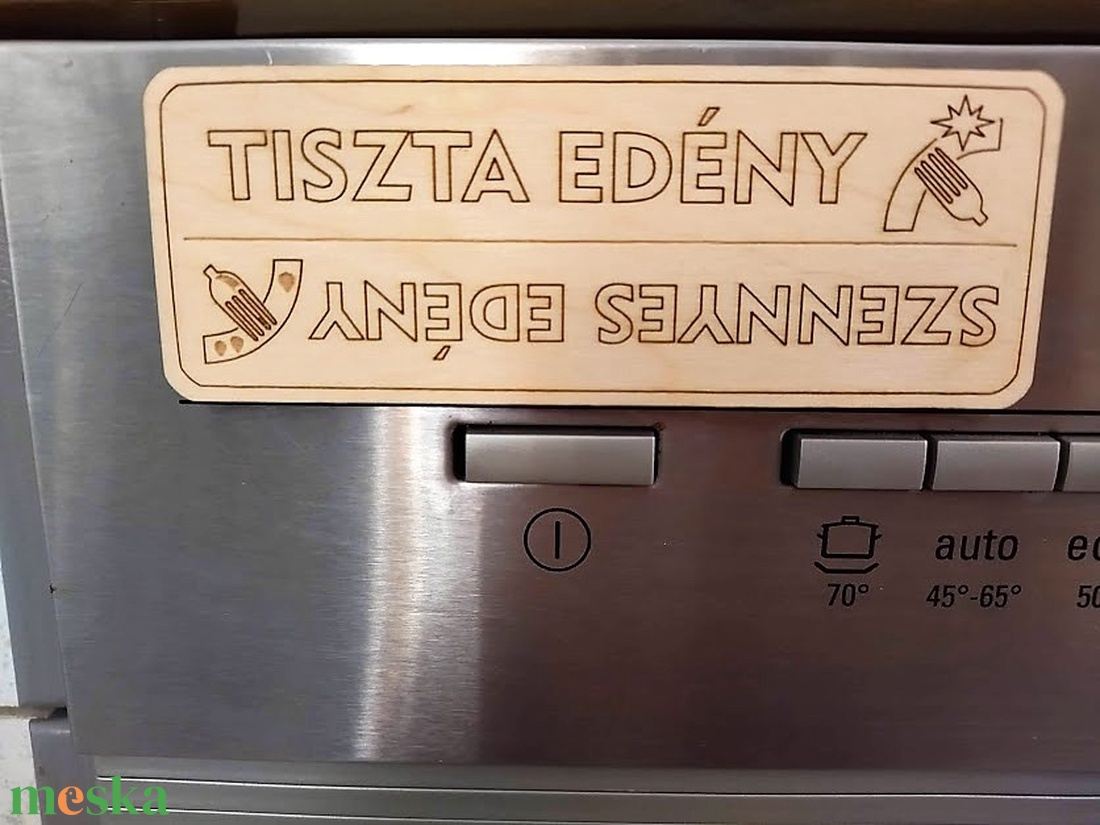 TISZTA EDÉNY
SZENNYES EDÉNY
auto
70°
45°-65°
meska